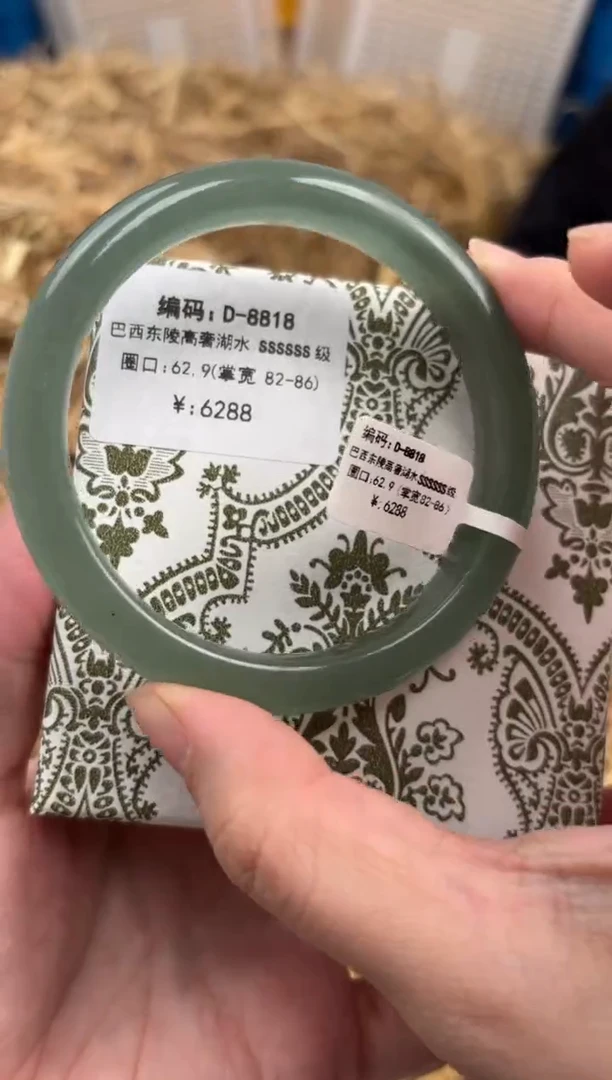 编码：D-8818
巴西东陵高奢湖水 SSSSSS 级
圈口：62.9(掌宽 82-86)
¥：6288
编码：D-8818
巴西东陵高奢湖水SSSSSS级
圈口：62.9（掌宽82-86）
¥：6288